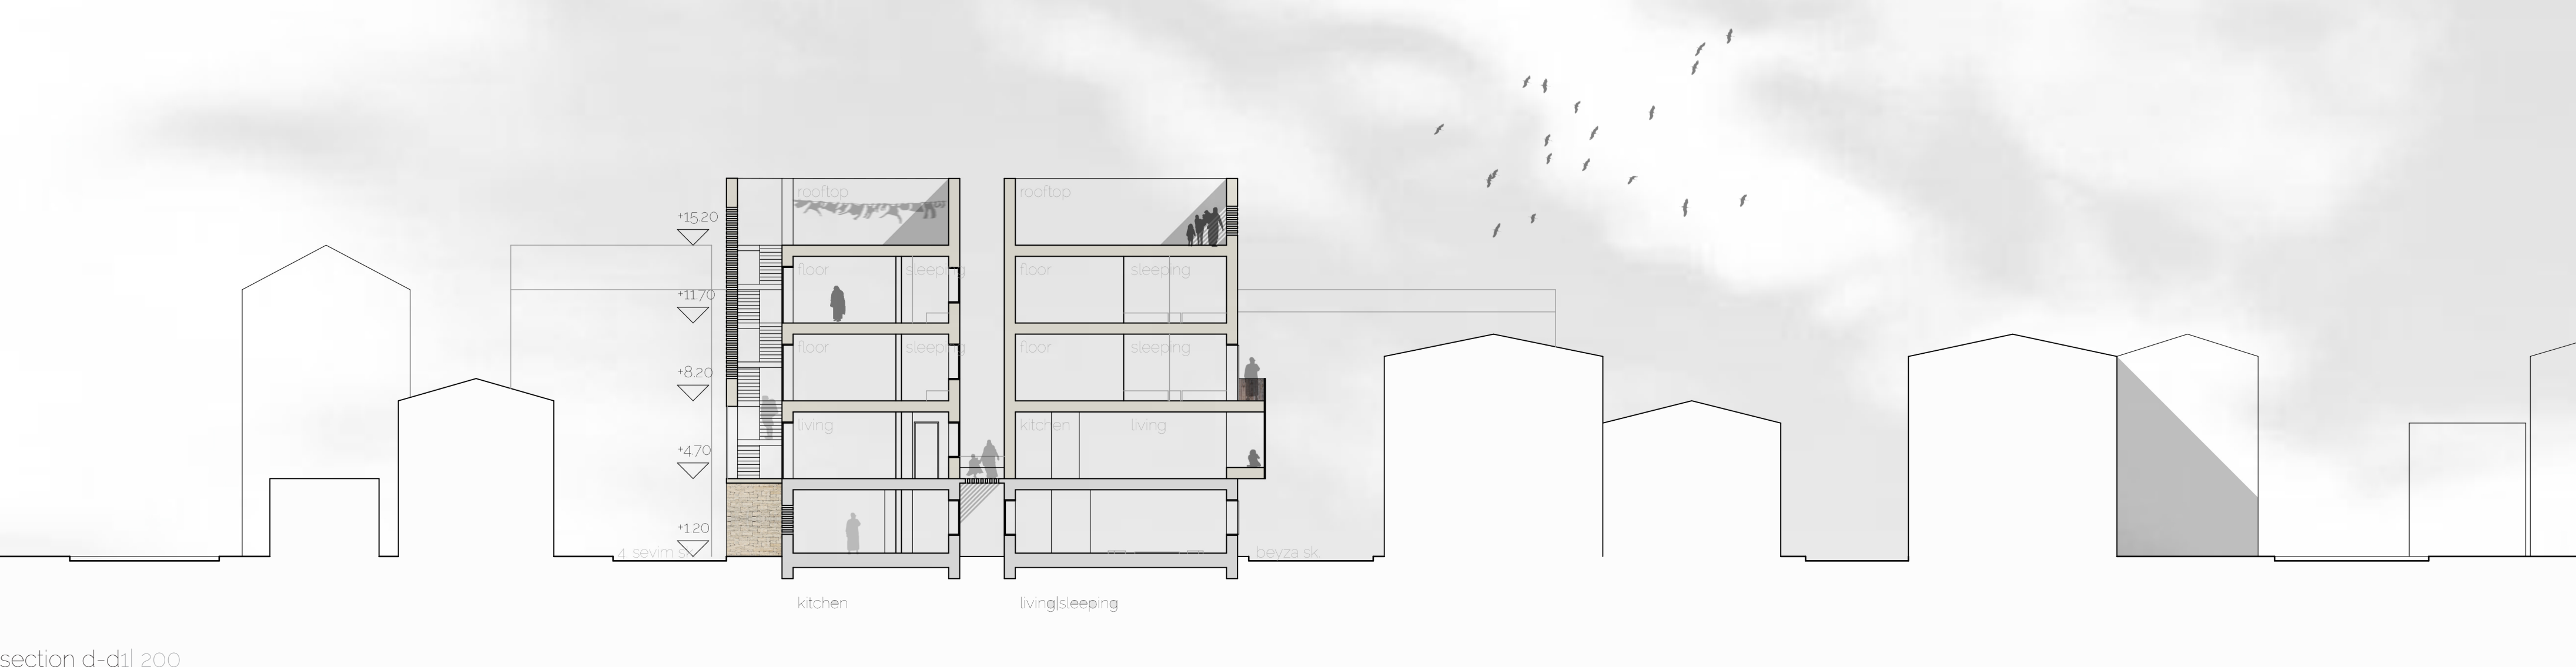 rooftop rooftop
+15.20
floor sleeping floor sleeping
+11.70
floor sleeping floor sleeping
+8.20
living kitchen living
+4.70
+1.20
4. sevim sk. beyza sk.
kitchen living|sleeping
section d-d1| 200